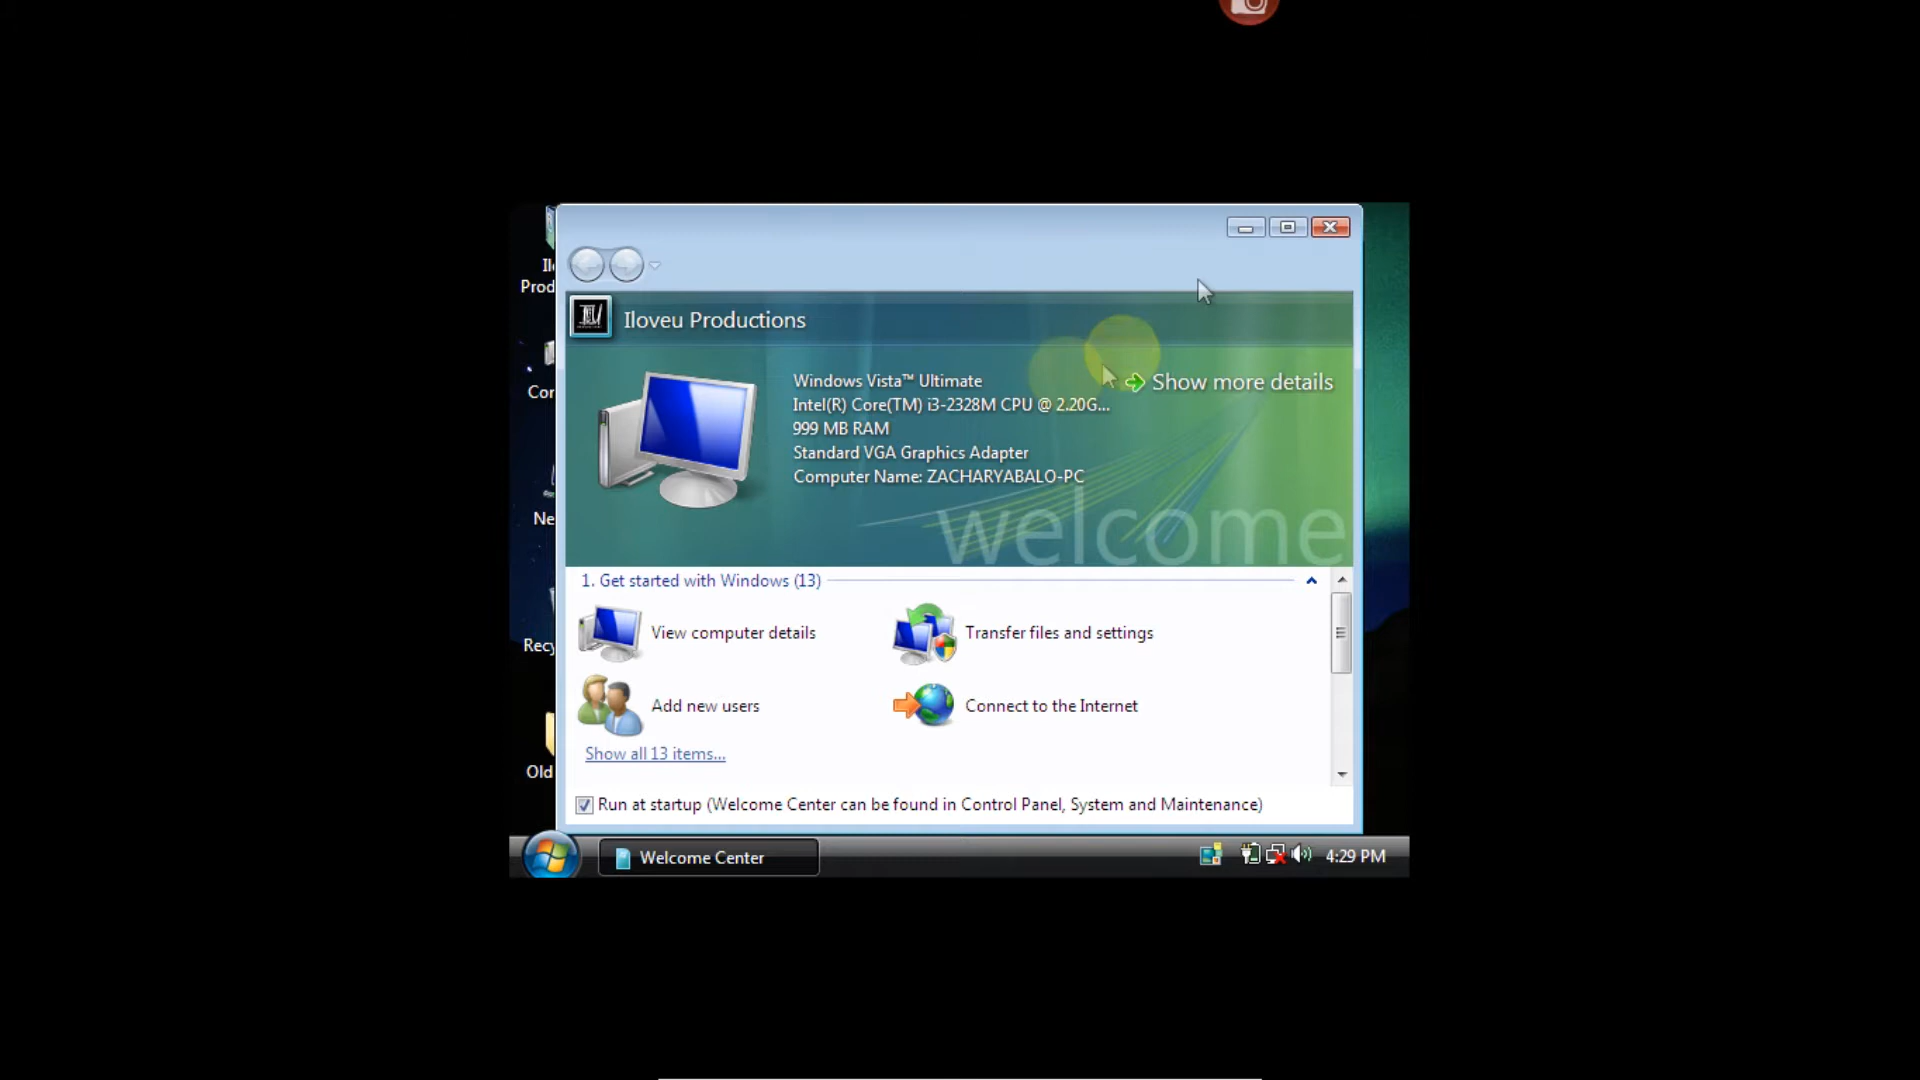 Iloveu Productions
Windows Vista™ Ultimate
Show more details
Intel(R) Core(TM) i3-2328M CPU @ 2.20G...
999 MB RAM
Standard VGA Graphics Adapter
Computer Name: ZACHARYABALO-PC
welcome
1. Get started with Windows (13)
View computer details
Transfer files and settings
Add new users
Connect to the Internet
Show all 13 items...
Run at startup (Welcome Center can be found in Control Panel, System and Maintenance)
Prod
Ne
Recy
Old
Welcome Center
4:29 PM